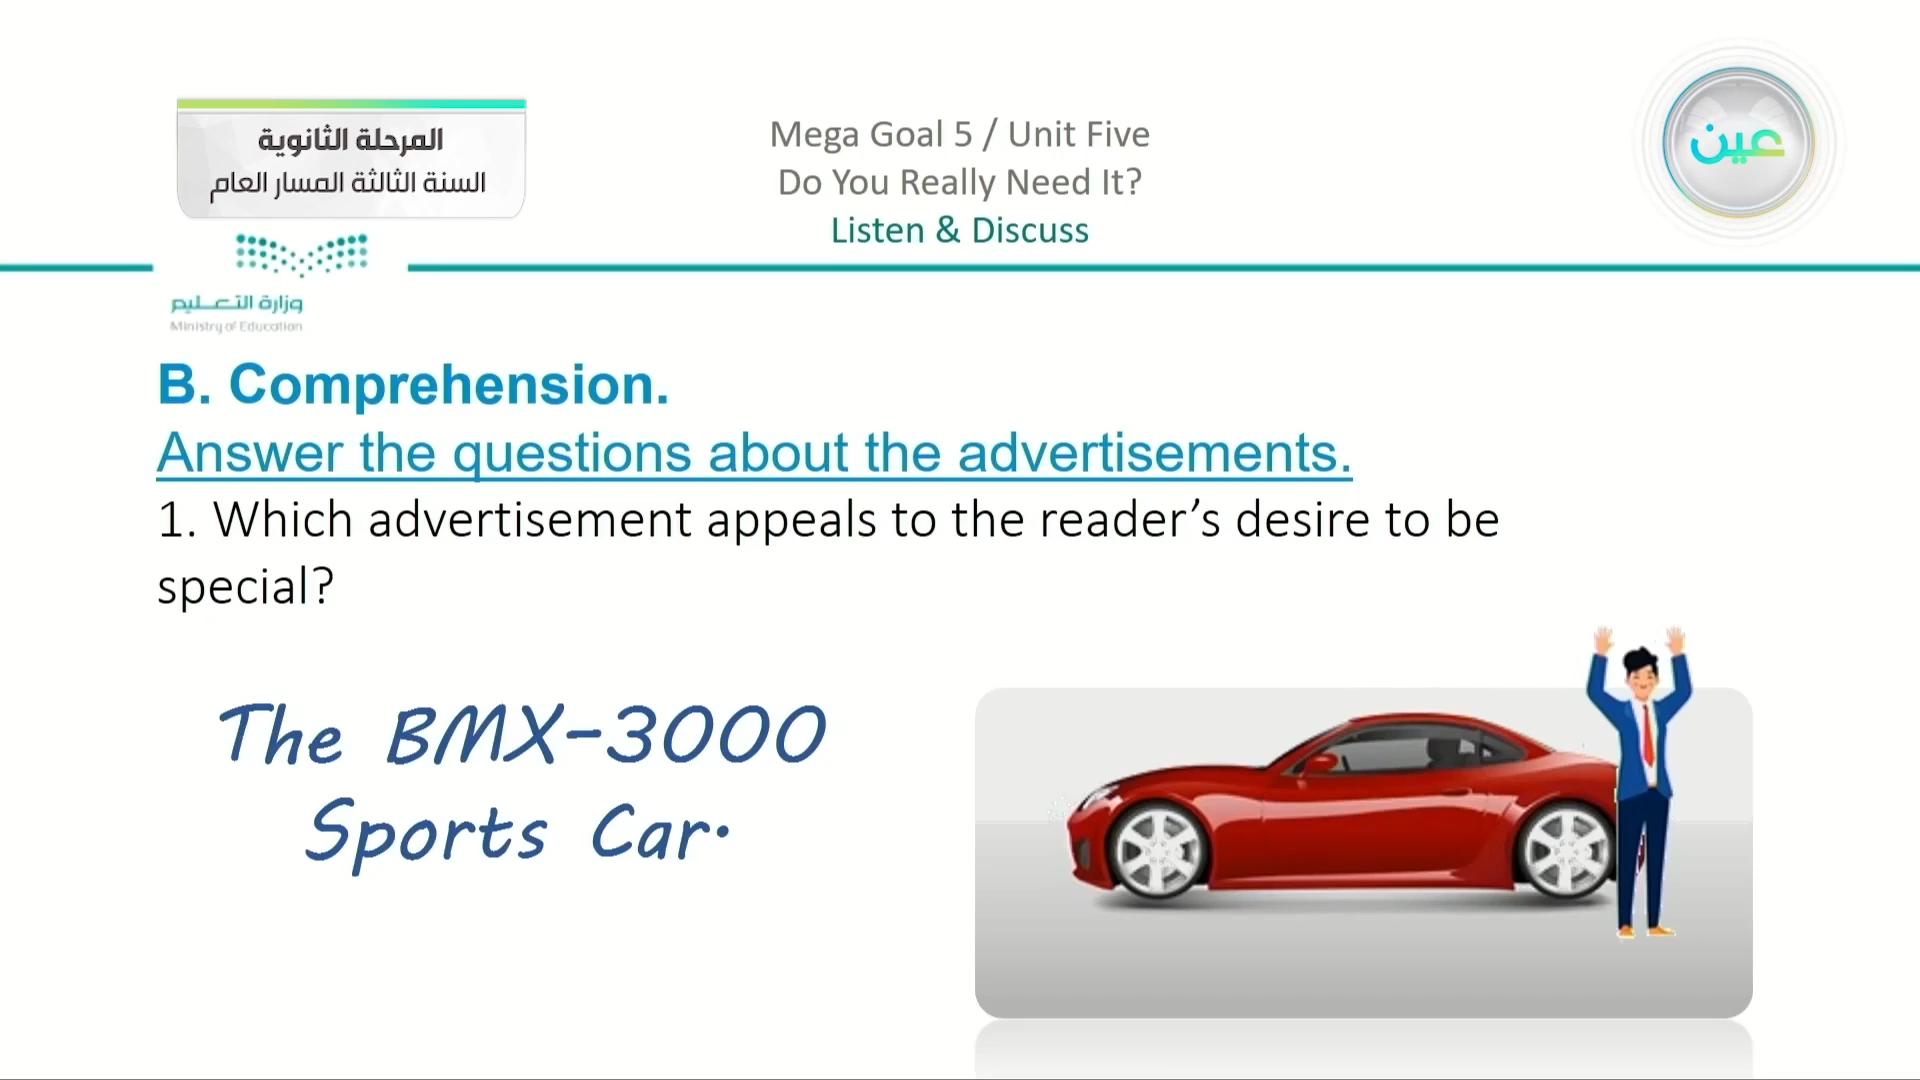 المرحلة الثانوية
السنة الثالثة المسار العام
Mega Goal 5 / Unit Five
Do You Really Need It?
Listen & Discuss
عين
وزارة التعليم
Ministry of Education
B. Comprehension.
Answer the questions about the advertisements.
1. Which advertisement appeals to the reader’s desire to be
special?
The BMX-3000
Sports Car.